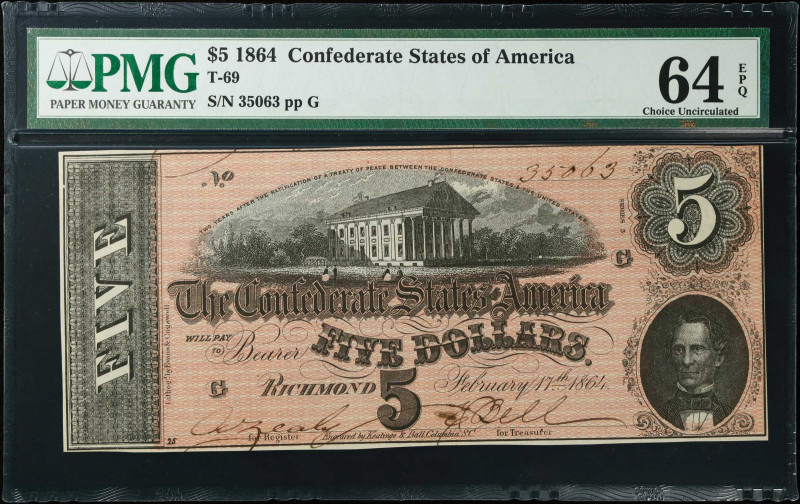 PMG
PAPER MONEY GUARANTY
$5 1864 Confederate States of America
T-69
S/N 35063 pp G
64 EPQ
Choice Uncirculated
No 35063
TWO YEARS AFTER THE RATIFICATION OF A TREATY OF PEACE BETWEEN THE CONFEDERATE STATES & THE UNITED STATES
SERIES 3
5
G
FIVE
The Confederate States of America
WILL PAY TO Bearer FIVE DOLLARS.
G RICHMOND 5 February 17th 1864.
for Register Engraved by Keatinge & Ball, Columbia, S.C. for Treasurer
25